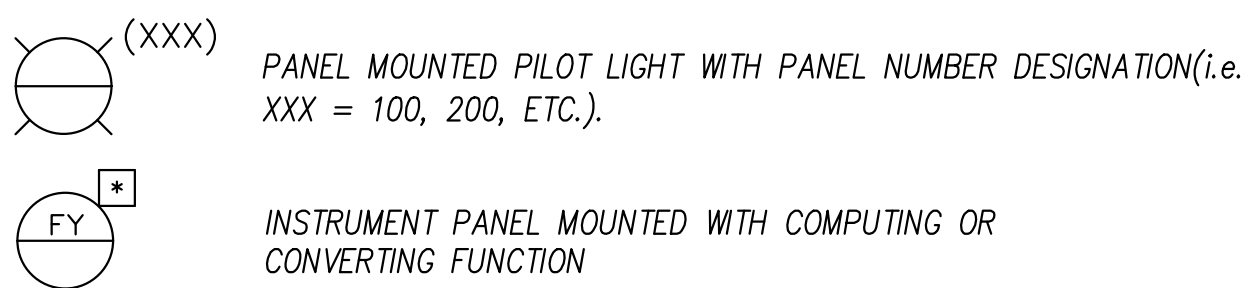 (XXX)
PANEL MOUNTED PILOT LIGHT WITH PANEL NUMBER DESIGNATION(i.e.
XXX = 100, 200, ETC.).
*
FY
INSTRUMENT PANEL MOUNTED WITH COMPUTING OR
CONVERTING FUNCTION